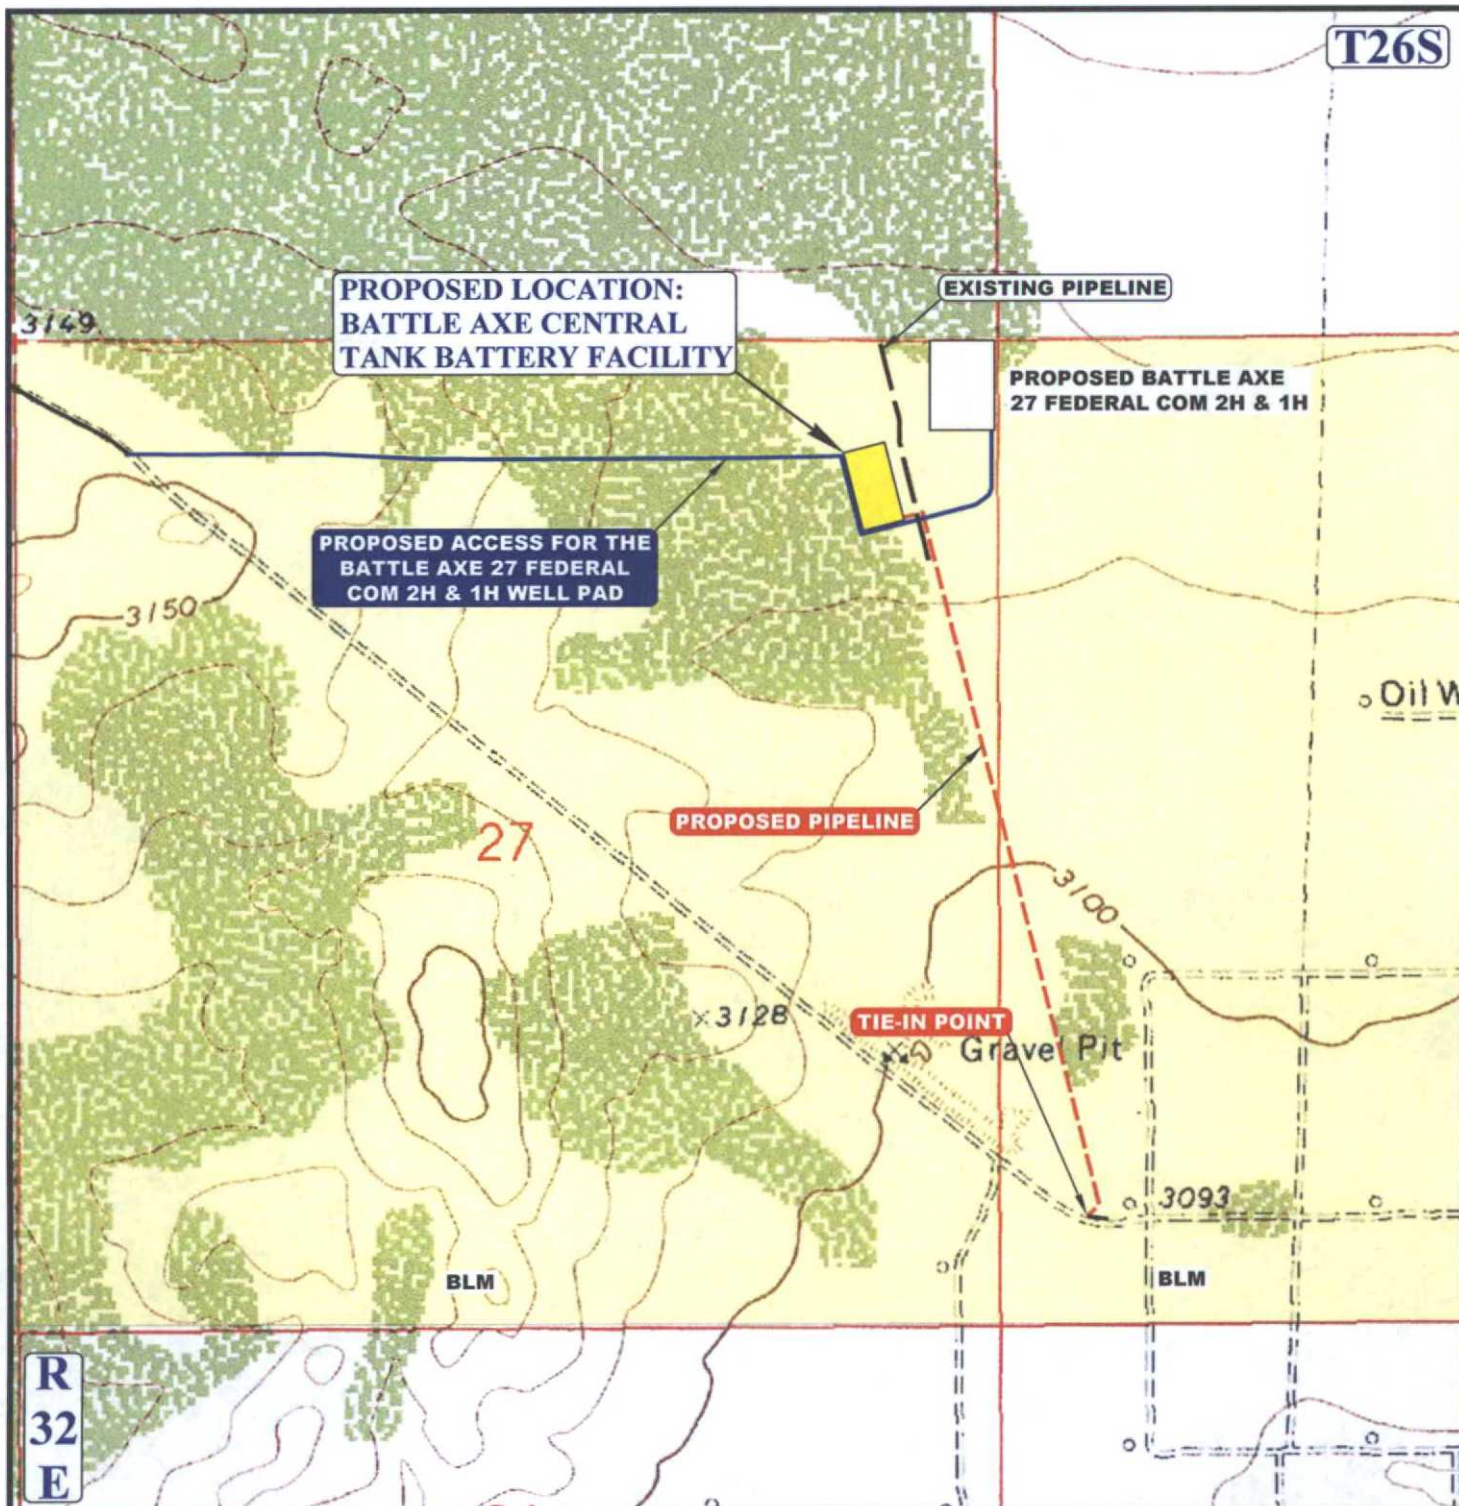 T26S
PROPOSED LOCATION:
BATTLE AXE CENTRAL
TANK BATTERY FACILITY
EXISTING PIPELINE
3149
PROPOSED BATTLE AXE
27 FEDERAL COM 2H & 1H
PROPOSED ACCESS FOR THE
BATTLE AXE 27 FEDERAL
COM 2H & 1H WELL PAD
3150
Oil W
PROPOSED PIPELINE
27
3100
3128
TIE-IN POINT
Gravel Pit
3093
BLM
BLM
R
32
E